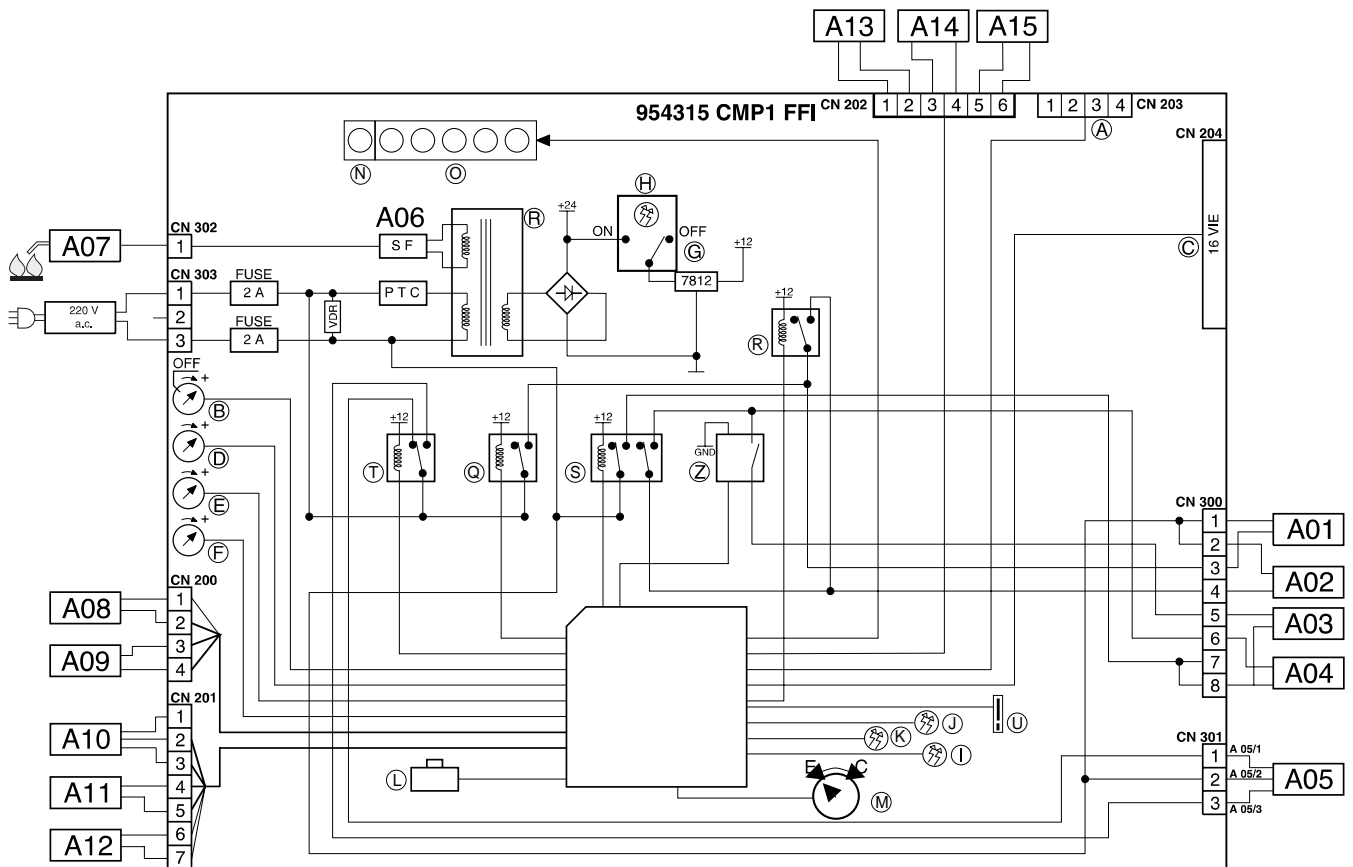 A13 A14 A15
954315 CMP1 FFI
CN 202 1 2 3 4 5 6
1 2 3 4 CN 203
A
CN 204
16 VIE
C
N O
H
+24
ON OFF
G
+12
7812
A06
R
S F
CN 302
A07 1
CN 303
220 V
a.c.
1
2
3
FUSE
2 A
FUSE
2 A
VDR
P T C
+12
R
OFF
+
B
+
D
+
E
+
F
+12
T
+12
Q
+12
S
GND
Z
CN 300
1
2
3
4
5
6
7
8
A01
A02
A03
A04
CN 200
1
2
3
4
A08
A09
CN 201
1
2
3
4
5
6
7
A10
A11
A12
L
J
K
I
U
E C
M
CN 301
1 A 05/1
2 A 05/2
3 A 05/3
A05